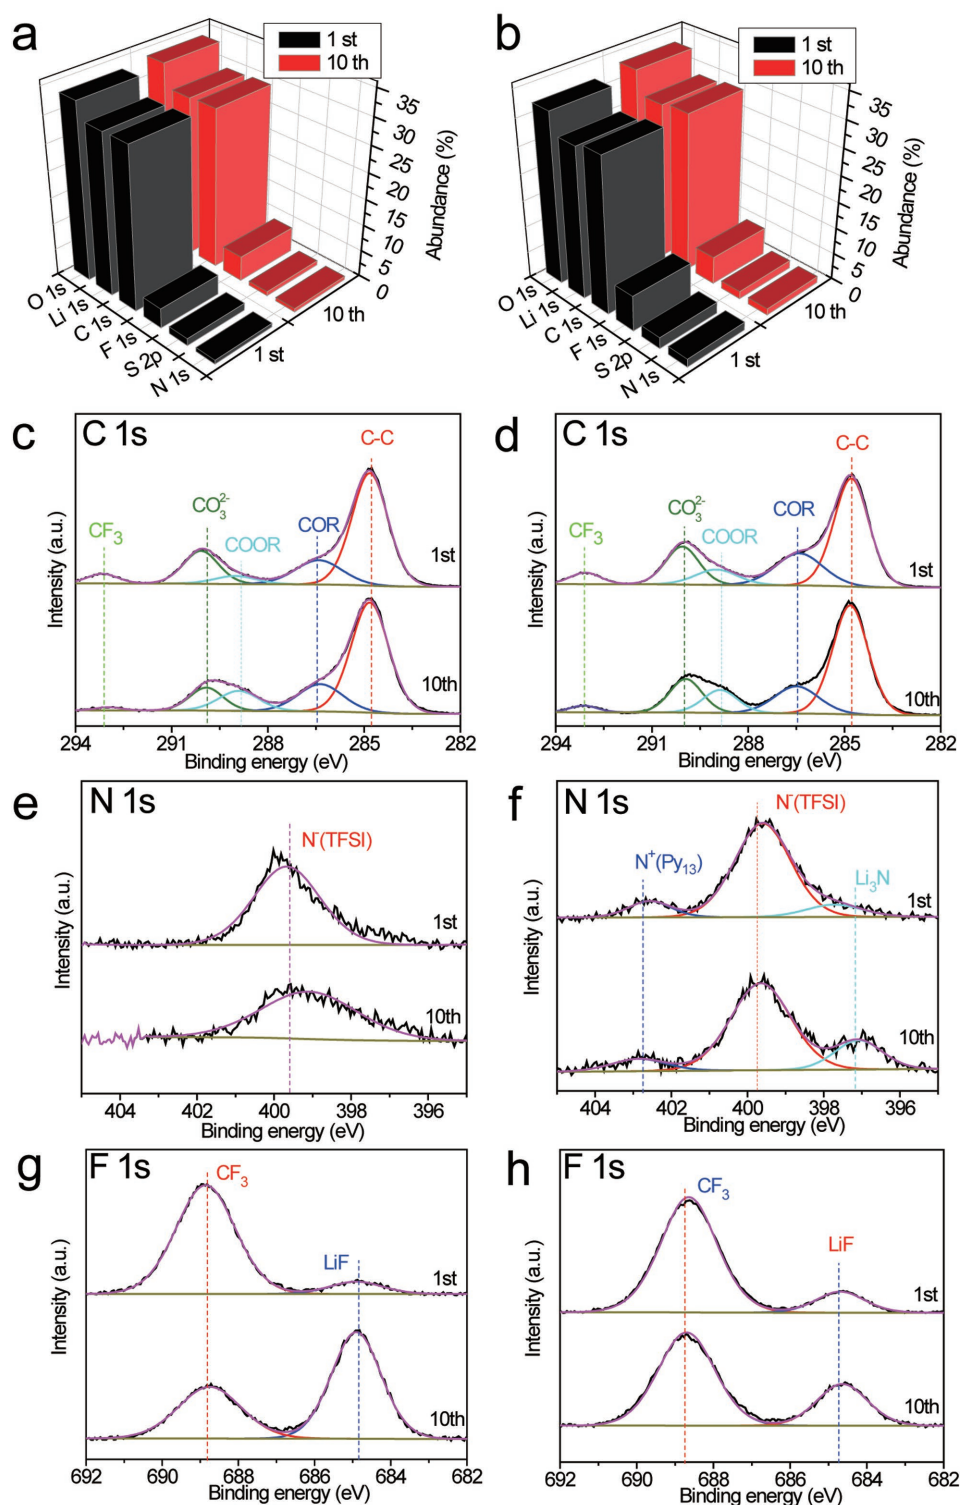 a
1 st
10 th
35
30
25
20
15
10
5
0
Abundance (%)
O 1s
Li 1s
C 1s
F 1s
S 2p
N 1s
1 st
10 th
b
1 st
10 th
35
30
25
20
15
10
5
0
Abundance (%)
O 1s
Li 1s
C 1s
F 1s
S 2p
N 1s
1 st
10 th
c
C 1s
C-C
CO₃²⁻
COR
CF₃
COOR
1st
10th
Intensity (a.u.)
294 291 288 285 282
Binding energy (eV)
d
C 1s
C-C
CO₃²⁻
COR
CF₃
COOR
1st
10th
Intensity (a.u.)
294 291 288 285 282
Binding energy (eV)
e
N 1s
N⁻(TFSI)
1st
10th
Intensity (a.u.)
404 402 400 398 396
Binding energy (eV)
f
N 1s
N⁻(TFSI)
N⁺(Py₁₃)
Li₃N
1st
10th
Intensity (a.u.)
404 402 400 398 396
Binding energy (eV)
g
F 1s
CF₃
LiF
1st
10th
Intensity (a.u.)
692 690 688 686 684 682
Binding energy (eV)
h
F 1s
CF₃
LiF
1st
10th
Intensity (a.u.)
692 690 688 686 684 682
Binding energy (eV)